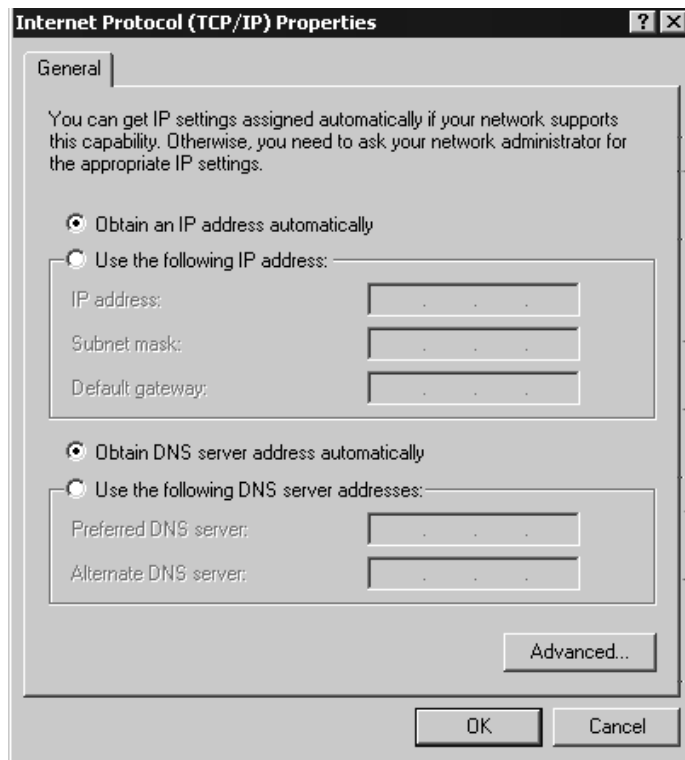 Internet Protocol (TCP/IP) Properties
General
You can get IP settings assigned automatically if your network supports
this capability. Otherwise, you need to ask your network administrator for
the appropriate IP settings.
Obtain an IP address automatically
Use the following IP address:
IP address:
Subnet mask:
Default gateway:
Obtain DNS server address automatically
Use the following DNS server addresses:
Preferred DNS server:
Alternate DNS server:
Advanced...
OK Cancel